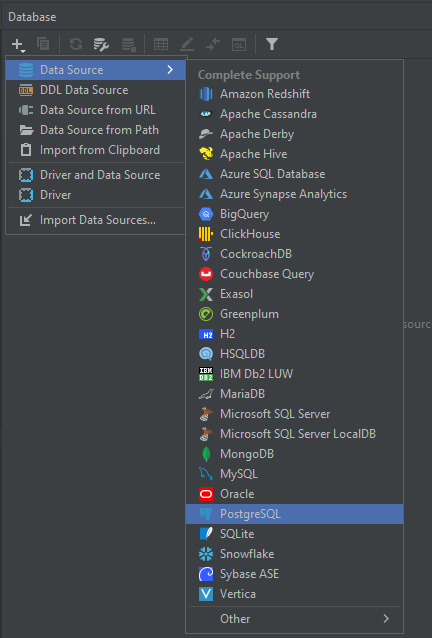 Database
Data Source
DDL Data Source
Data Source from URL
Data Source from Path
Import from Clipboard
Driver and Data Source
Driver
Import Data Sources...
Complete Support
Amazon Redshift
Apache Cassandra
Apache Derby
Apache Hive
Azure SQL Database
Azure Synapse Analytics
BigQuery
ClickHouse
CockroachDB
Couchbase Query
Exasol
Greenplum
H2
HSQLDB
IBM Db2 LUW
MariaDB
Microsoft SQL Server
Microsoft SQL Server LocalDB
MongoDB
MySQL
Oracle
PostgreSQL
SQLite
Snowflake
Sybase ASE
Vertica
Other
sourc